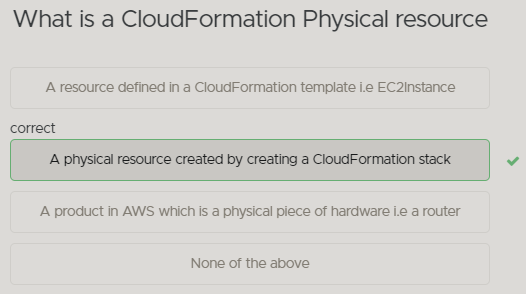 What is a CloudFormation Physical resource
A resource defined in a CloudFormation template i.e EC2Instance
correct
A physical resource created by creating a CloudFormation stack
A product in AWS which is a physical piece of hardware i.e a router
None of the above